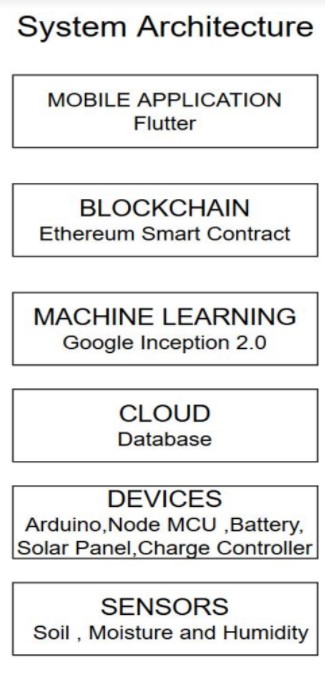 System Architecture
MOBILE APPLICATION
Flutter
BLOCKCHAIN
Ethereum Smart Contract
MACHINE LEARNING
Google Inception 2.0
CLOUD
Database
DEVICES
Arduino,Node MCU ,Battery,
Solar Panel,Charge Controller
SENSORS
Soil , Moisture and Humidity